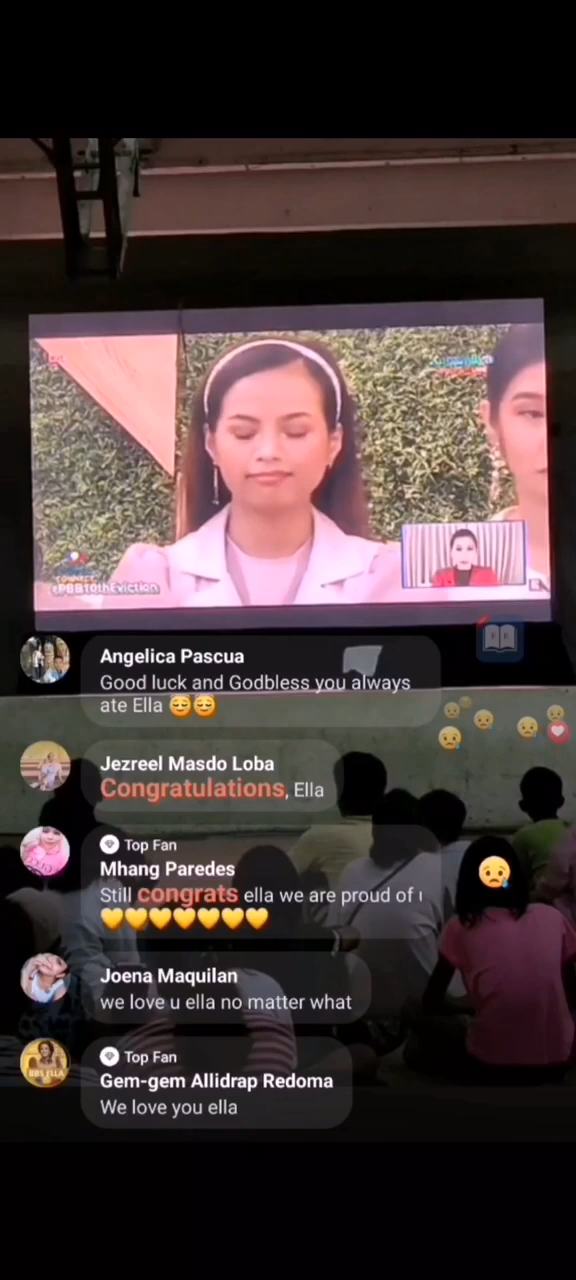 CONNECT
#PBB10thEviction
Angelica Pascua
Good luck and Godbless you always
ate Ella 😇😇
Jezreel Masdo Loba
Congratulations, Ella
Top Fan
Mhang Paredes
Still congrats ella we are proud of
💛💛💛💛💛💛💛
Joena Maquilan
we love u ella no matter what
Top Fan
Gem-gem Allidrap Redoma
We love you ella